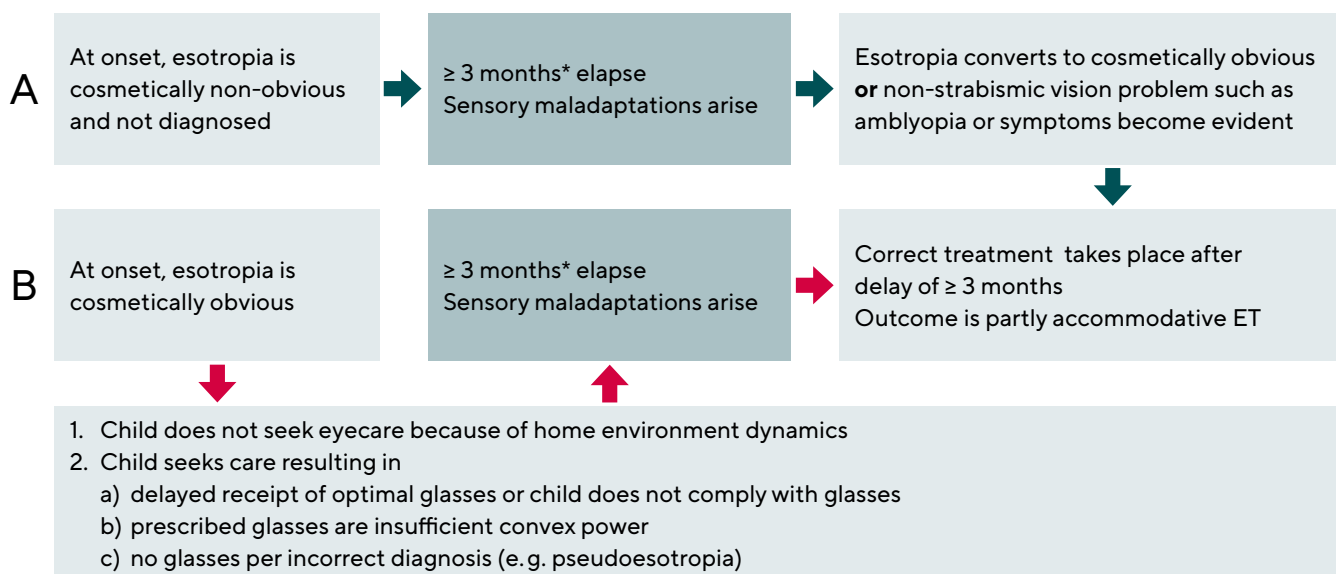 A
At onset, esotropia is
cosmetically non-obvious
and not diagnosed
≥ 3 months* elapse
Sensory maladaptations arise
Esotropia converts to cosmetically obvious
or non-strabismic vision problem such as
amblyopia or symptoms become evident
B
At onset, esotropia is
cosmetically obvious
≥ 3 months* elapse
Sensory maladaptations arise
Correct treatment takes place after
delay of ≥ 3 months
Outcome is partly accommodative ET
1. Child does not seek eyecare because of home environment dynamics
2. Child seeks care resulting in
a) delayed receipt of optimal glasses or child does not comply with glasses
b) prescribed glasses are insufficient convex power
c) no glasses per incorrect diagnosis (e. g. pseudoesotropia)